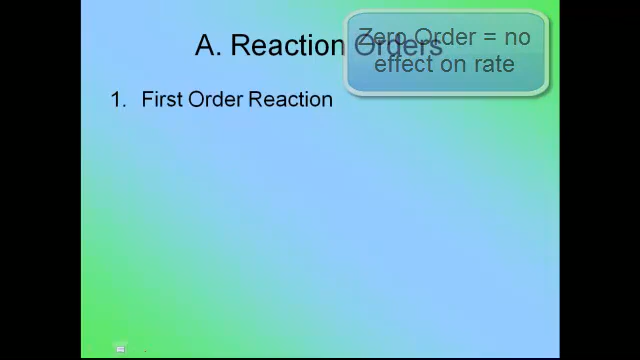 A. Reaction Orders
Zero Order = no
effect on rate
1. First Order Reaction